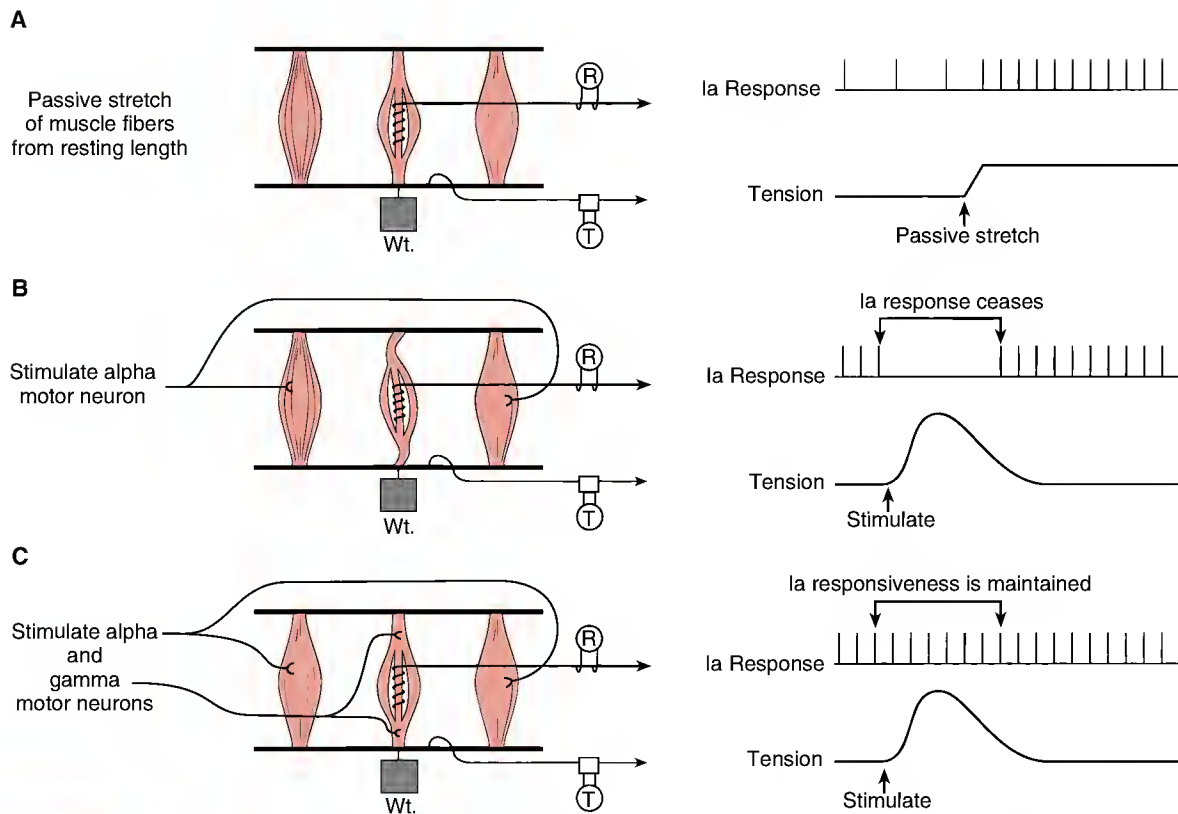 A
Passive stretch
of muscle fibers
from resting length
R
T
Wt.
Ia Response
Tension
Passive stretch
B
Stimulate alpha
motor neuron
R
T
Wt.
Ia response ceases
Ia Response
Tension
Stimulate
C
Stimulate alpha
and
gamma
motor neurons
R
T
Wt.
Ia responsiveness is maintained
Ia Response
Tension
Stimulate